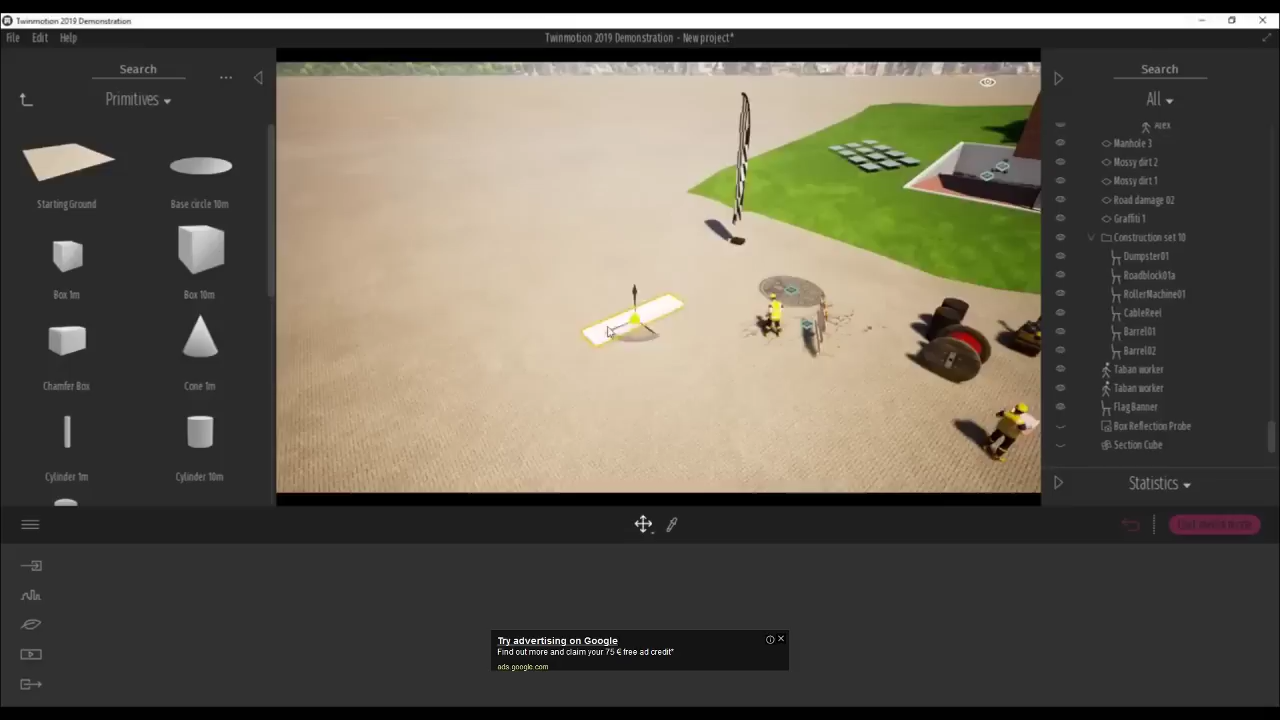 Twinmotion 2019 Demonstration
File Edit Help
Twinmotion 2019 Demonstration - New project*
Search
Primitives
Starting Ground
Base circle 10m
Box 1m
Box 10m
Chamfer Box
Cone 1m
Cylinder 1m
Cylinder 10m
Search
All
Alex
Manhole 3
Mossy dirt 2
Mossy dirt 1
Road damage 02
Graffiti 1
Construction set 10
Dumpster01
Roadblock01a
RollerMachine01
CableReel
Barrel01
Barrel02
Taban worker
Taban worker
Flag Banner
Box Reflection Probe
Section Cube
Statistics
Try advertising on Google
Find out more and claim your 75 € free ad credit*
ads.google.com